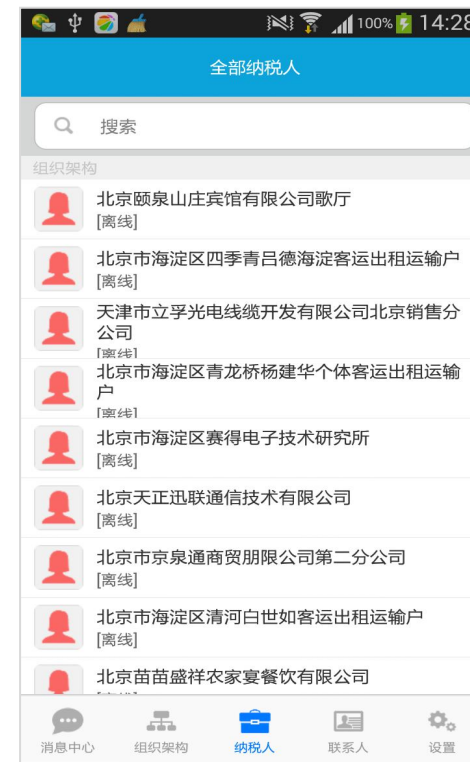 100% 14:28
全部纳税人
搜索
组织架构
北京颐泉山庄宾馆有限公司歌厅
[离线]
北京市海淀区四季青吕德海淀客运出租运输户
[离线]
天津市立孚光电线缆开发有限公司北京销售分
公司
[离线]
北京市海淀区青龙桥杨建华个体客运出租运输
户
[离线]
北京市海淀区赛得电子技术研究所
[离线]
北京天正迅联通信技术有限公司
[离线]
北京市京泉通商贸朋限公司第二分公司
[离线]
北京市海淀区清河白世如客运出租运输户
[离线]
北京苗苗盛祥农家宴餐饮有限公司
消息中心 组织架构 纳税人 联系人 设置